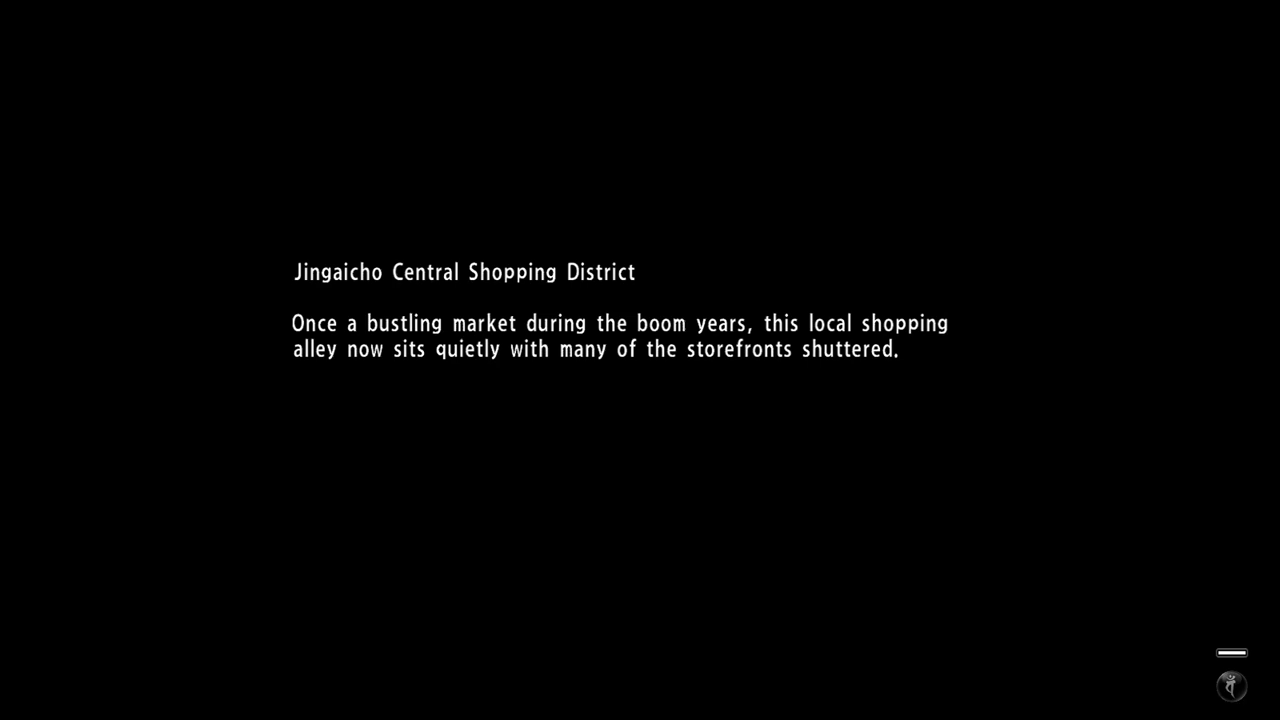 Jingaicho Central Shopping District
Once a bustling market during the boom years, this local shopping
alley now sits quietly with many of the storefronts shuttered.